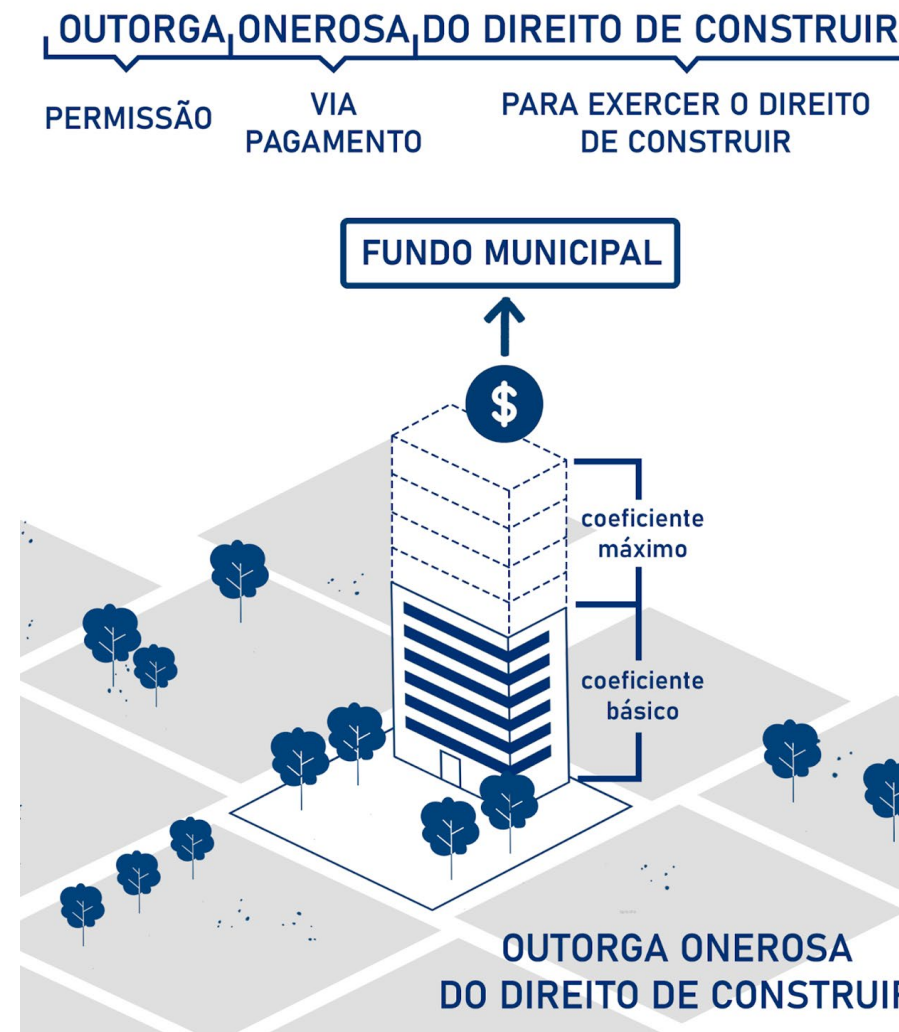 OUTORGA ONEROSA DO DIREITO DE CONSTRUIR
PERMISSÃO
VIA
PAGAMENTO
PARA EXERCER O DIREITO
DE CONSTRUIR
FUNDO MUNICIPAL
$
coeficiente
máximo
coeficiente
básico
OUTORGA ONEROSA
DO DIREITO DE CONSTRUIR